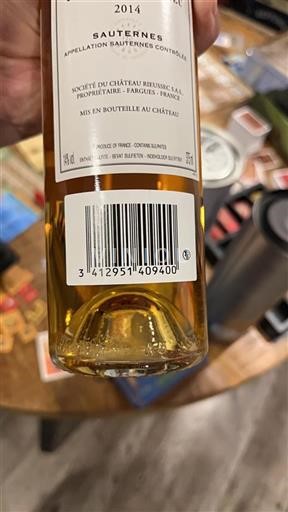 2014
SAUTERNES
APPELLATION SAUTERNES CONTRÔLÉE
SOCIÉTÉ DU CHÂTEAU RIEUSSEC S.A.
PROPRIÉTAIRE - FARGUES - FRANCE
MIS EN BOUTEILLE AU CHÂTEAU
PRODUCE OF FRANCE - CONTAINS SULPHITES
3 412951 409400